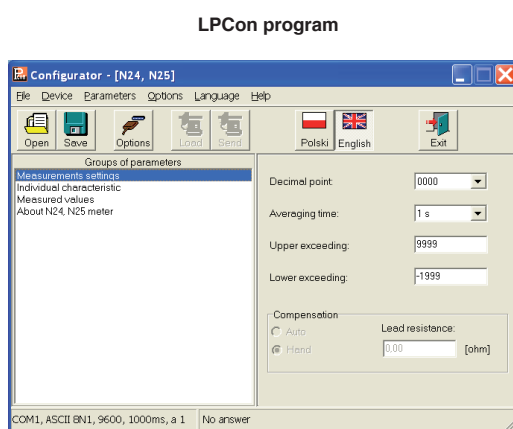 LPCon program
Configurator - [N24, N25]
File Device Parameters Options Language Help
Open Save Options Load Send Polski English Exit
Groups of parameters
Measurements settings
Individual characteristic
Measured values
About N24, N25 meter
Decimal point: 0000
Averaging time: 1 s
Upper exceeding: 9999
Lower exceeding: -1999
Compensation
Auto
Hand
Lead resistance:
0.00 [ohm]
COM1, ASCII 8N1, 9600, 1000ms, a 1 No answer